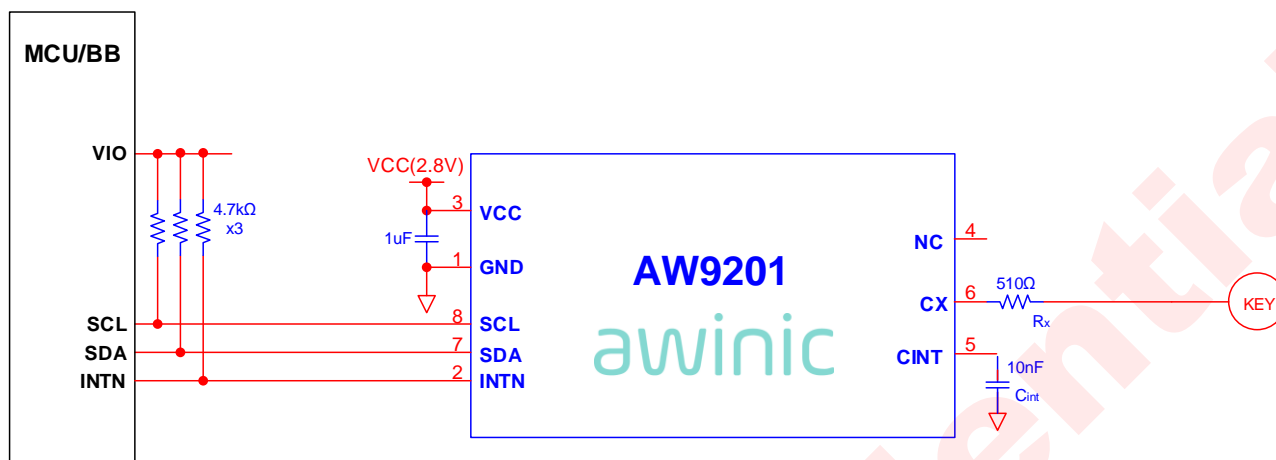 MCU/BB
VIO
4.7kΩ
x3
SCL
SDA
INTN
VCC(2.8V)
1uF
3
VCC
1
GND
8
SCL
7
SDA
2
INTN
AW9201
awinic
NC
4
CX
6
CINT
5
510Ω
Rx
10nF
Cint
KEY